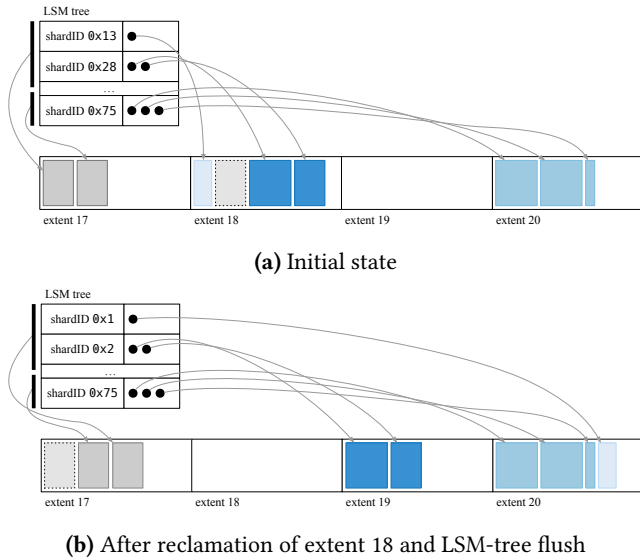 LSM tree
shardID 0x13
shardID 0x28
...
shardID 0x75
extent 17 extent 18 extent 19 extent 20
(a) Initial state
LSM tree
shardID 0x1
shardID 0x2
...
shardID 0x75
extent 17 extent 18 extent 19 extent 20
(b) After reclamation of extent 18 and LSM-tree flush